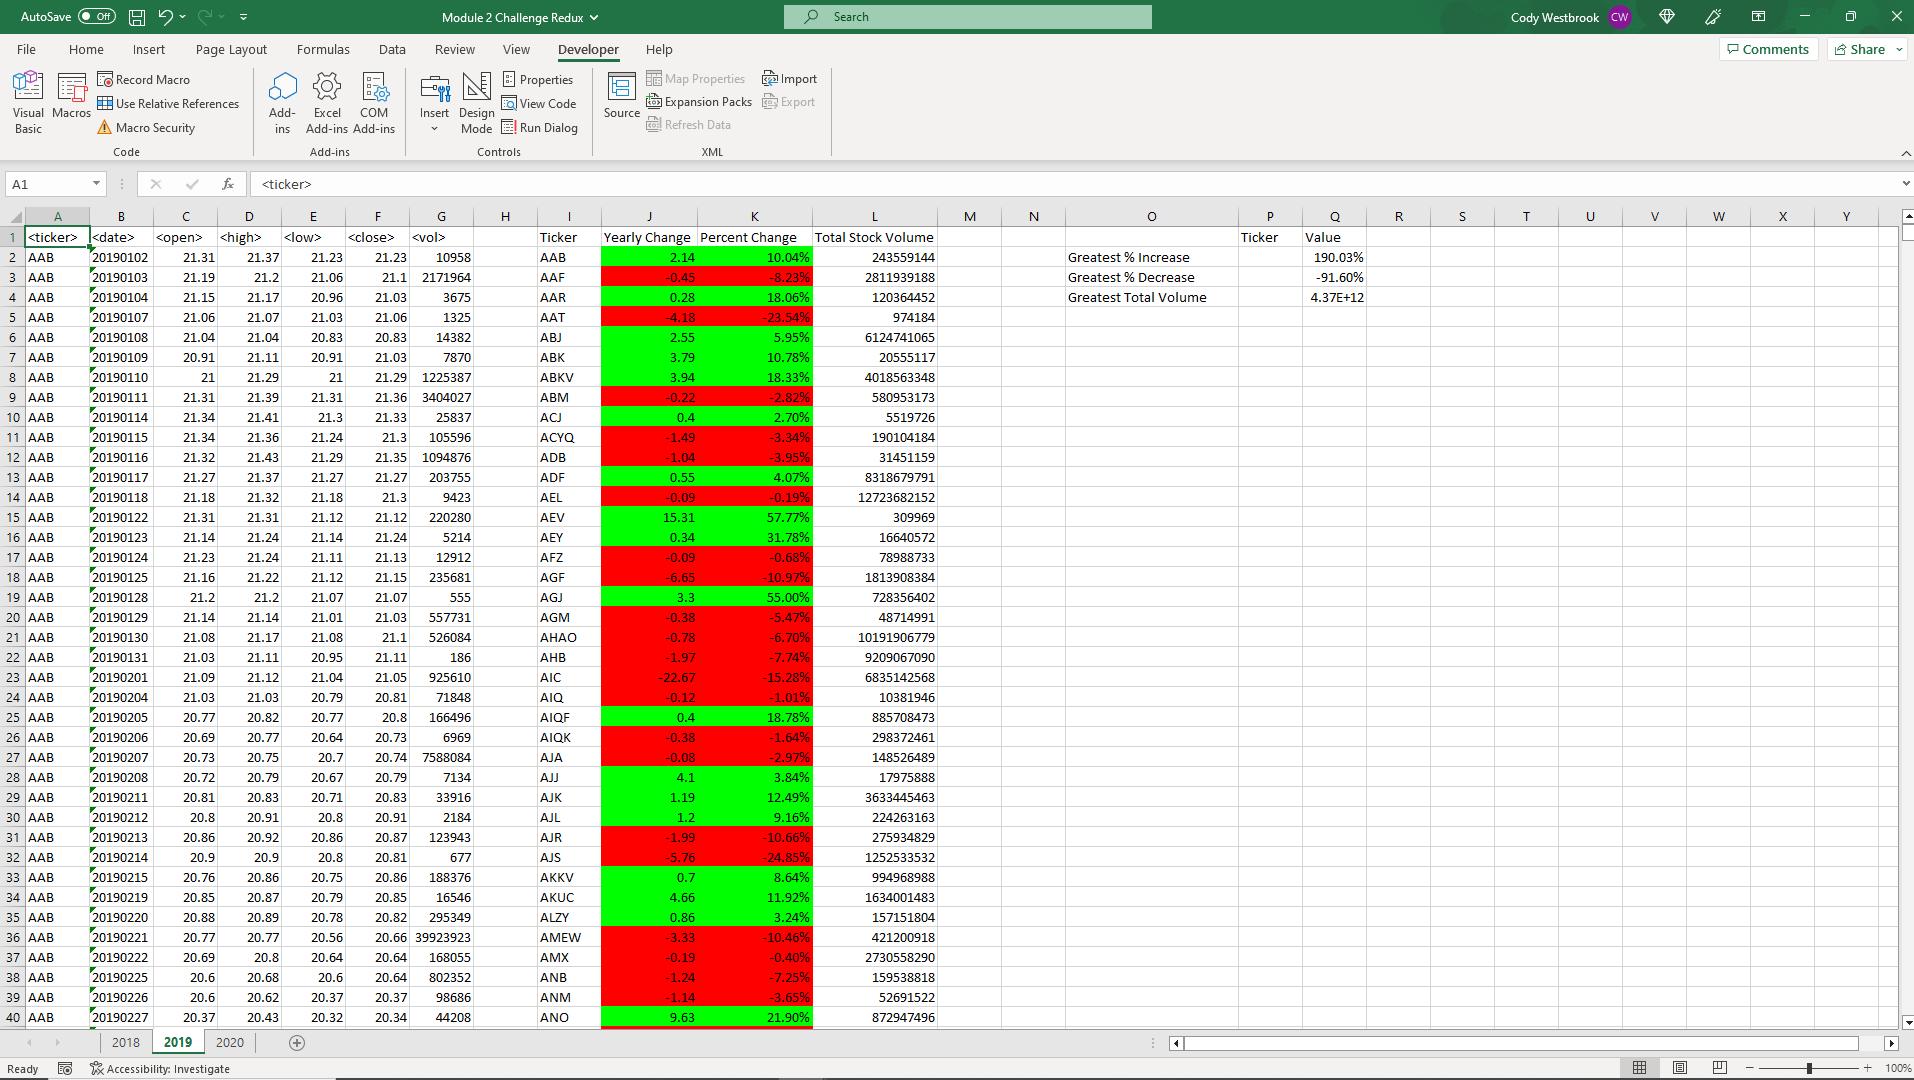 AutoSave Off Module 2 Challenge Redux Search Cody Westbrook CW
File Home Insert Page Layout Formulas Data Review View Developer Help Comments Share
Visual Basic
Macros
Record Macro
Use Relative References
Macro Security
Code
Add-ins
Excel Add-ins
COM Add-ins
Add-ins
Insert
Design Mode
Properties
View Code
Run Dialog
Controls
Source
Map Properties
Expansion Packs
Refresh Data
Import
Export
XML
A1 fx <ticker>
A B C D E F G H I J K L M N O P Q R S T U V W X Y
1 <ticker> <date> <open> <high> <low> <close> <vol> Ticker Yearly Change Percent Change Total Stock Volume Ticker Value
2 AAB 20190102 21.31 21.37 21.23 21.23 10958 AAB 2.14 10.04% 243559144 Greatest % Increase 190.03%
3 AAB 20190103 21.19 21.2 21.06 21.1 2171964 AAF -0.45 -8.23% 2811939188 Greatest % Decrease -91.60%
4 AAB 20190104 21.15 21.17 20.96 21.03 3675 AAR 0.28 18.06% 120364452 Greatest Total Volume 4.37E+12
5 AAB 20190107 21.06 21.07 21.03 21.06 1325 AAT -4.18 -23.54% 974184
6 AAB 20190108 21.04 21.04 20.83 20.83 14382 ABJ 2.55 5.95% 6124741065
7 AAB 20190109 20.91 21.11 20.91 21.03 7870 ABK 3.79 10.78% 20555117
8 AAB 20190110 21 21.29 21 21.29 1225387 ABKV 3.94 18.33% 4018563348
9 AAB 20190111 21.31 21.39 21.31 21.36 3404027 ABM -0.22 -2.82% 580953173
10 AAB 20190114 21.34 21.41 21.3 21.33 25837 ACJ 0.4 2.70% 5519726
11 AAB 20190115 21.34 21.36 21.24 21.3 105596 ACYQ -1.49 -3.34% 190104184
12 AAB 20190116 21.32 21.43 21.29 21.35 1094876 ADB -1.04 -3.95% 31451159
13 AAB 20190117 21.27 21.37 21.27 21.27 203755 ADF 0.55 4.07% 8318679791
14 AAB 20190118 21.18 21.32 21.18 21.3 9423 AEL -0.09 -0.19% 12723682152
15 AAB 20190122 21.31 21.31 21.12 21.12 220280 AEV 15.31 57.77% 309969
16 AAB 20190123 21.14 21.24 21.14 21.24 5214 AEY 0.34 31.78% 16640572
17 AAB 20190124 21.23 21.24 21.11 21.13 12912 AFZ -0.09 -0.68% 78988733
18 AAB 20190125 21.16 21.22 21.12 21.15 235681 AGF -6.65 -10.97% 1813908384
19 AAB 20190128 21.2 21.2 21.07 21.07 555 AGJ 3.3 55.00% 728356402
20 AAB 20190129 21.14 21.14 21.01 21.03 557731 AGM -0.38 -5.47% 48714991
21 AAB 20190130 21.08 21.17 21.08 21.1 526084 AHAO -0.78 -6.70% 10191906779
22 AAB 20190131 21.03 21.11 20.95 21.11 186 AHB -1.97 -7.74% 9209067090
23 AAB 20190201 21.09 21.12 21.04 21.05 925610 AIC -22.67 -15.28% 6835142568
24 AAB 20190204 21.03 21.03 20.79 20.81 71848 AIQ -0.12 -1.01% 10381946
25 AAB 20190205 20.77 20.82 20.77 20.8 166496 AIQF 0.4 18.78% 885708473
26 AAB 20190206 20.69 20.77 20.64 20.73 6969 AIQK -0.38 -1.64% 298372461
27 AAB 20190207 20.73 20.75 20.7 20.74 7588084 AJA -0.08 -2.97% 148526489
28 AAB 20190208 20.72 20.79 20.67 20.79 7134 AJJ 4.1 3.84% 17975888
29 AAB 20190211 20.81 20.83 20.71 20.83 33916 AJK 1.19 12.49% 3633445463
30 AAB 20190212 20.8 20.91 20.8 20.91 2184 AJL 1.2 9.16% 224263163
31 AAB 20190213 20.86 20.92 20.86 20.87 123943 AJR -1.99 -10.66% 275934829
32 AAB 20190214 20.9 20.9 20.8 20.81 677 AJS -5.76 -24.85% 1252533532
33 AAB 20190215 20.76 20.86 20.75 20.86 188376 AKKV 0.7 8.64% 994968988
34 AAB 20190219 20.85 20.87 20.79 20.85 16546 AKUC 4.66 11.92% 1634001483
35 AAB 20190220 20.88 20.89 20.78 20.82 295349 ALZY 0.86 3.24% 157151804
36 AAB 20190221 20.77 20.77 20.56 20.66 39923923 AMEW -3.33 -10.46% 421200918
37 AAB 20190222 20.69 20.8 20.64 20.64 168055 AMX -0.19 -0.40% 2730558290
38 AAB 20190225 20.6 20.68 20.6 20.64 802352 ANB -1.24 -7.25% 159538818
39 AAB 20190226 20.6 20.62 20.37 20.37 98686 ANM -1.14 -3.65% 52691522
40 AAB 20190227 20.37 20.43 20.32 20.34 44208 ANO 9.63 21.90% 872947496
2018 2019 2020
Ready Accessibility: Investigate 100%